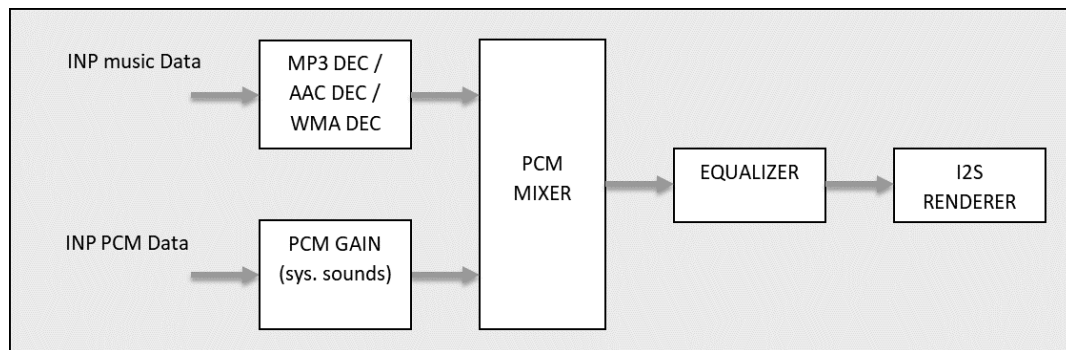 INP music Data
MP3 DEC /
AAC DEC /
WMA DEC
INP PCM Data
PCM GAIN
(sys. sounds)
PCM
MIXER
EQUALIZER
I2S
RENDERER